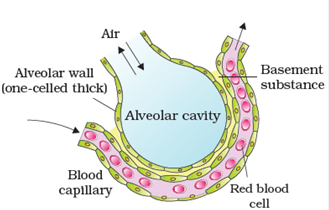 Air
Alveolar wall
(one-celled thick)
Basement
substance
Alveolar cavity
Blood
capillary
Red blood
cell